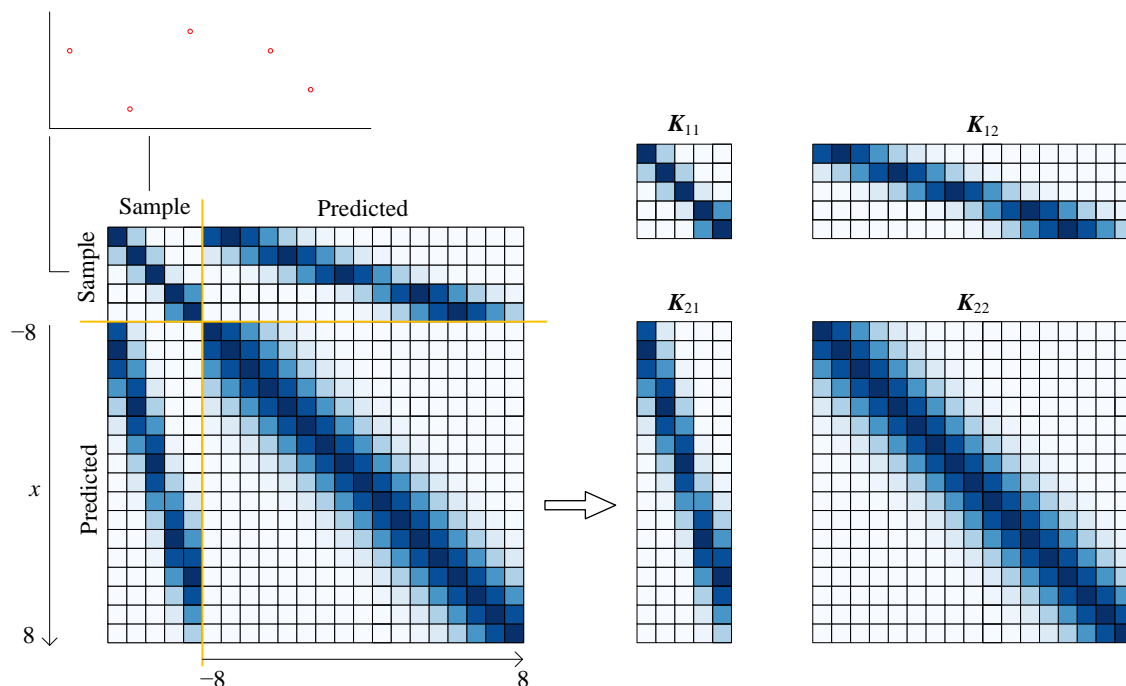 K₁₁
K₁₂
Sample
Predicted
Sample
K₂₁
K₂₂
−8
Predicted
x
8
−8
8